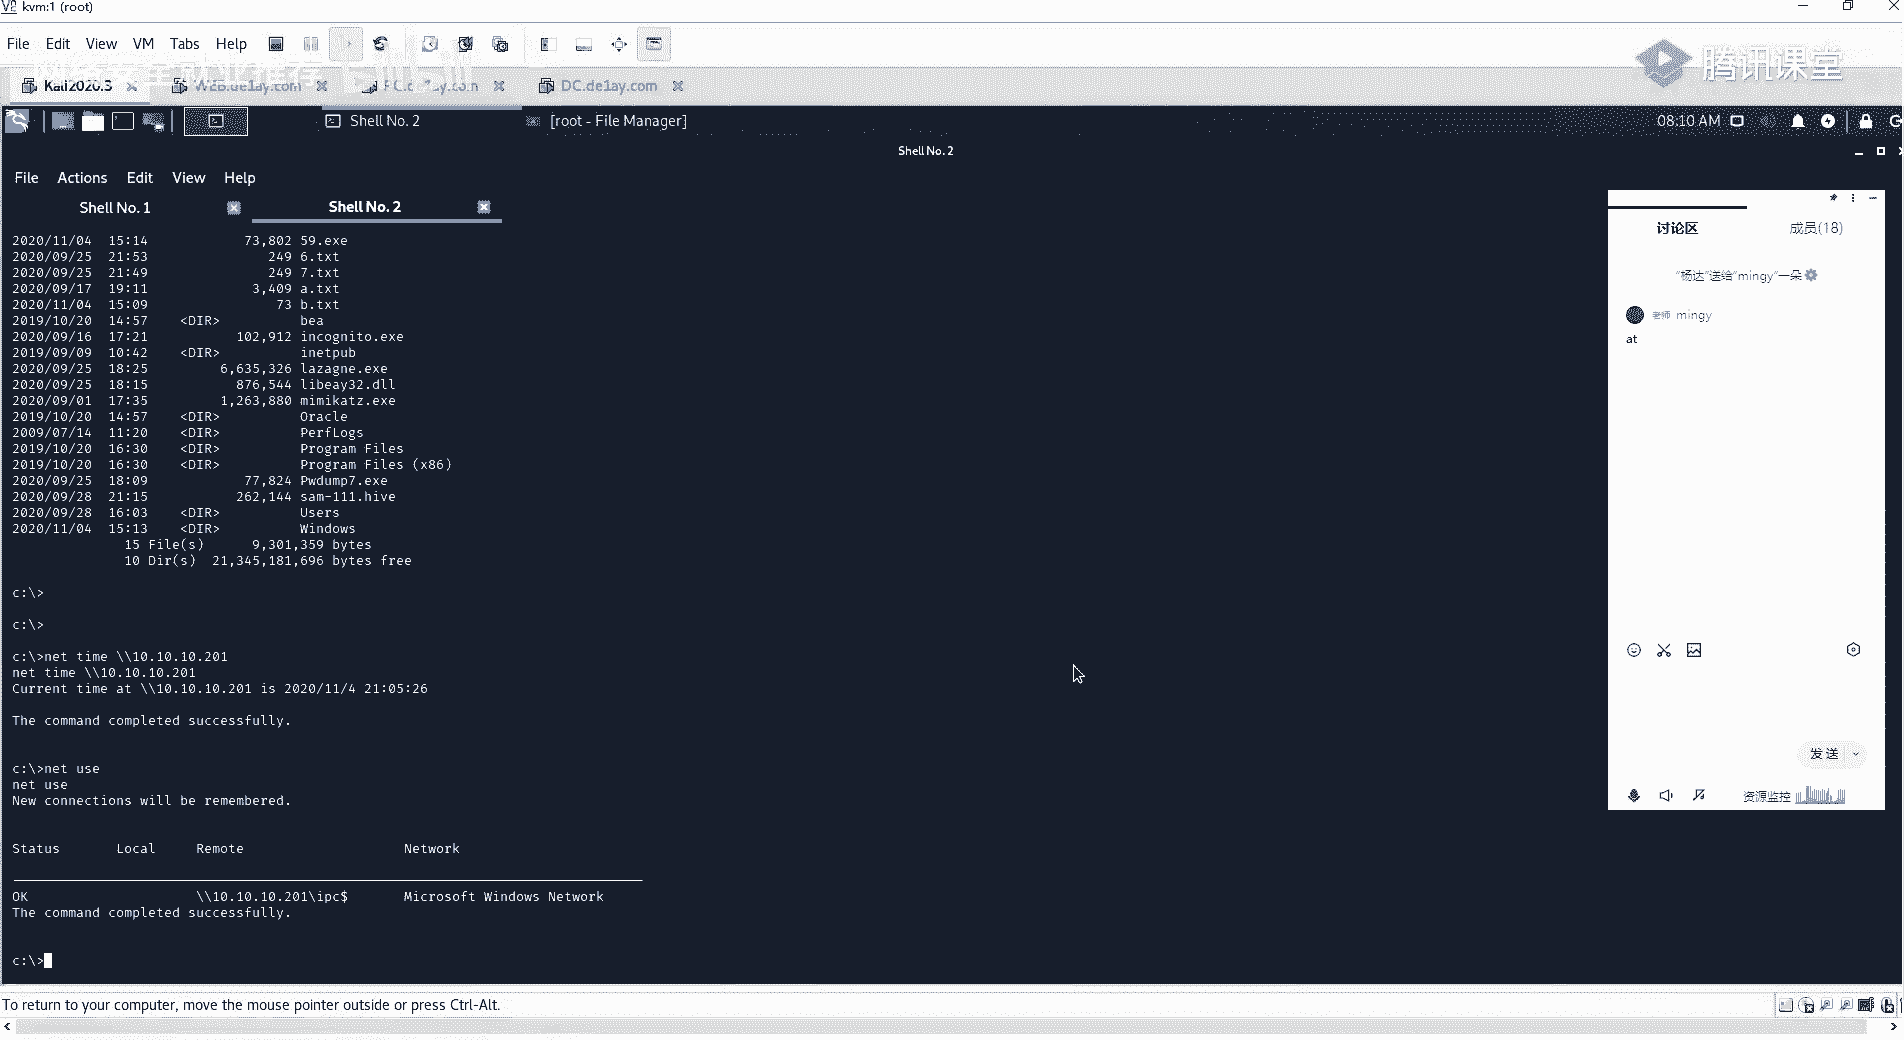 kvm:1 (root)
File Edit View VM Tabs Help
腾讯课堂
Kali2020.3 WEB.de1ay.com DC.de1ay.com
Shell No. 2 [root - File Manager] 08:10 AM
Shell No. 2
File Actions Edit View Help
Shell No. 1 Shell No. 2
2020/11/04 15:14 73,802 59.exe
2020/09/25 21:53 249 6.txt
2020/09/25 21:49 249 7.txt
2020/09/17 19:11 3,409 a.txt
2020/11/04 15:09 73 b.txt
2019/10/20 14:57 <DIR> bea
2020/09/16 17:21 102,912 incognito.exe
2019/09/09 10:42 <DIR> inetpub
2020/09/25 18:25 6,635,326 lazagne.exe
2020/09/25 18:15 876,544 libeay32.dll
2020/09/01 17:35 1,263,880 mimikatz.exe
2019/10/20 14:57 <DIR> Oracle
2009/07/14 11:20 <DIR> PerfLogs
2019/10/20 16:30 <DIR> Program Files
2019/10/20 16:30 <DIR> Program Files (x86)
2020/09/25 18:09 77,824 Pwdump7.exe
2020/09/28 21:15 262,144 sam-111.hive
2020/09/28 16:03 <DIR> Users
2020/11/04 15:13 <DIR> Windows
15 File(s) 9,301,359 bytes
10 Dir(s) 21,345,181,696 bytes free
c:\>
c:\>
c:\>net time \\10.10.10.201
net time \\10.10.10.201
Current time at \\10.10.10.201 is 2020/11/4 21:05:26
The command completed successfully.
c:\>net use
net use
New connections will be remembered.
Status Local Remote Network
OK \\10.10.10.201\ipc$ Microsoft Windows Network
The command completed successfully.
c:\>
讨论区 成员(18)
"杨达"送给"mingy"一朵
老师 mingy
at
发送
资源监控
To return to your computer, move the mouse pointer outside or press Ctrl-Alt.